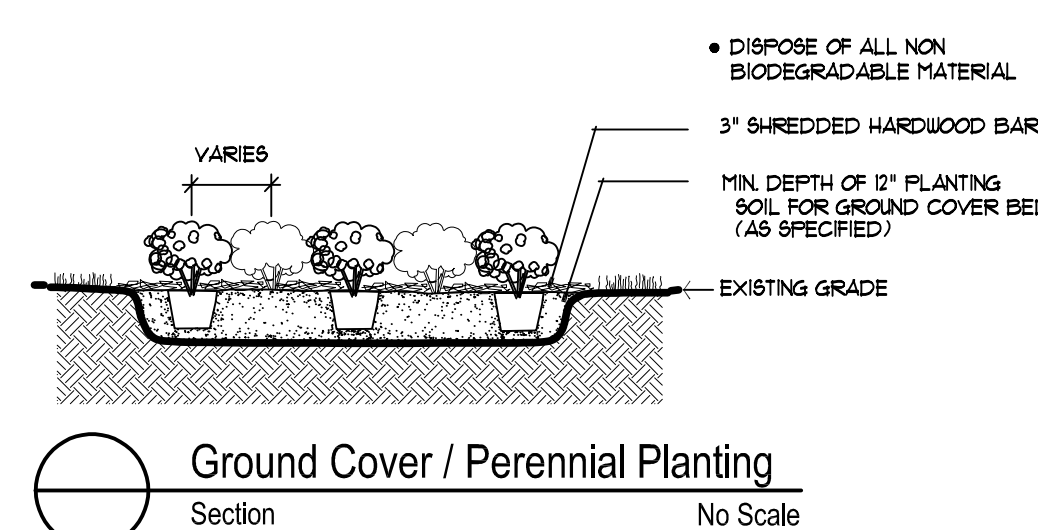 • DISPOSE OF ALL NON
BIODEGRADABLE MATERIAL
3" SHREDDED HARDWOOD BAR
VARIES
MIN. DEPTH OF 12" PLANTING
SOIL FOR GROUND COVER BED
(AS SPECIFIED)
EXISTING GRADE
Ground Cover / Perennial Planting
Section
No Scale